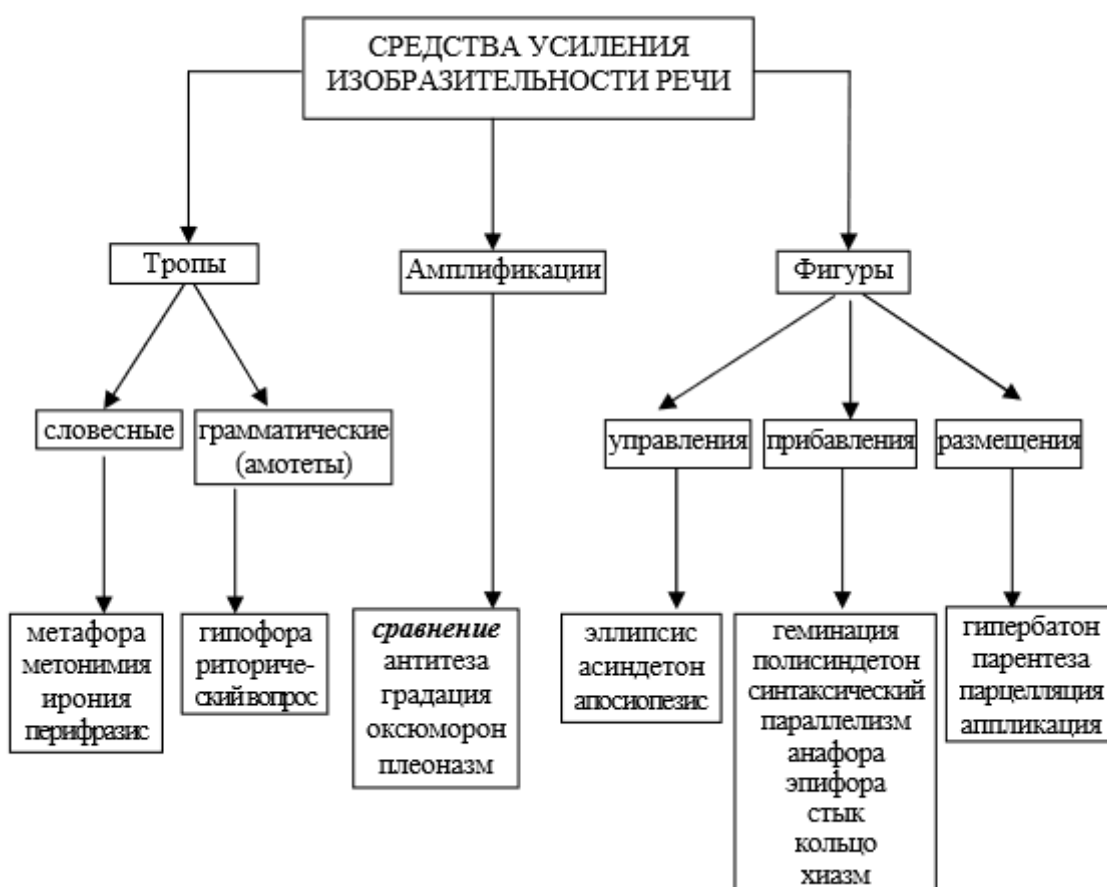 СРЕДСТВА УСИЛЕНИЯ
ИЗОБРАЗИТЕЛЬНОСТИ РЕЧИ
Тропы
Амплификации
Фигуры
словесные
грамматические
(амотеты)
управления
прибавления
размещения
метафора
метонимия
ирония
перифразис
гипофора
риториче-
ский вопрос
сравнение
антитеза
градация
оксюморон
плеоназм
эллипсис
асиндетон
апосиопезис
геминация
полисиндетон
синтаксический
параллелизм
анафора
эпифора
стык
кольцо
хиазм
гипербатон
парентеза
парцелляция
аппликация